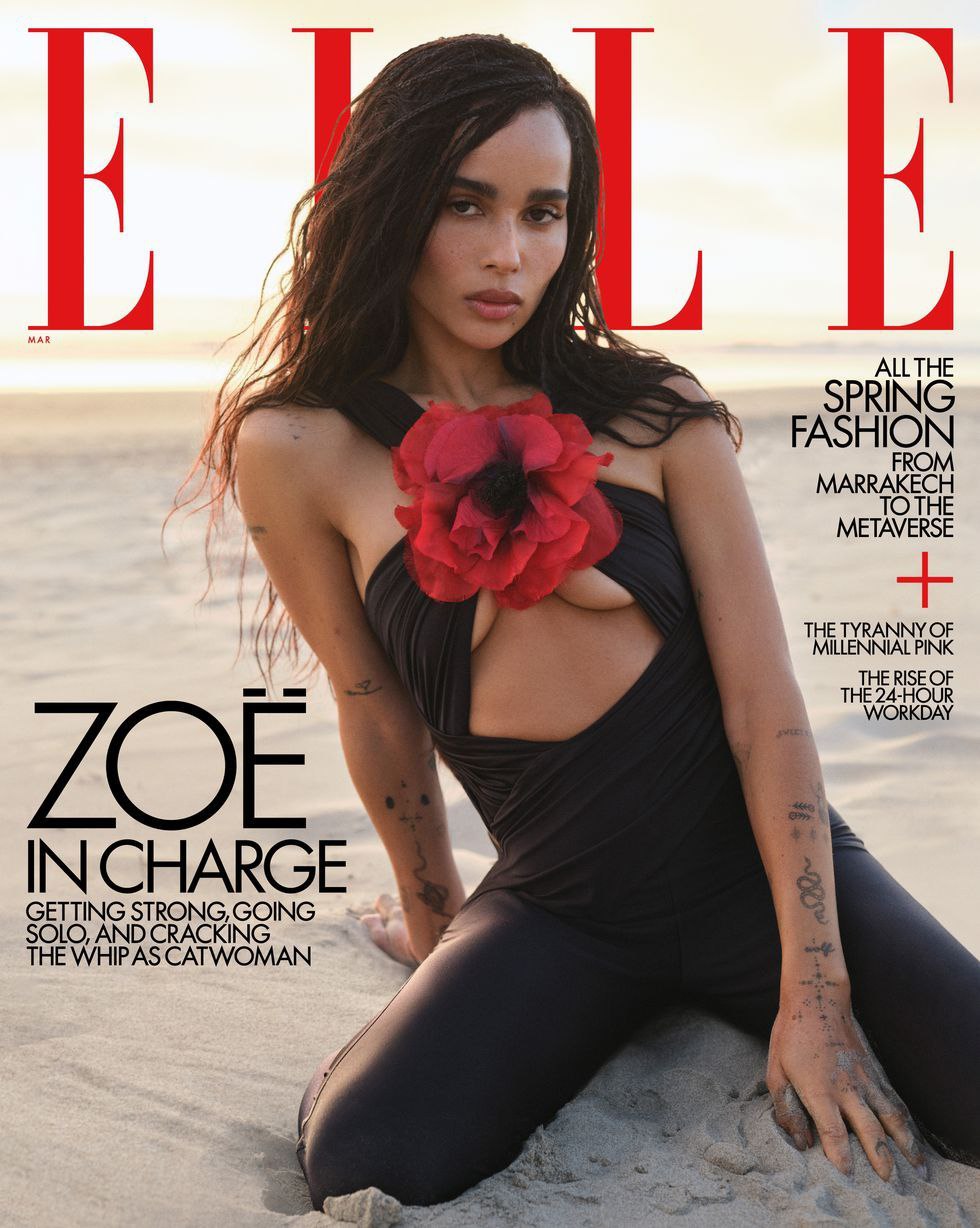 ELLE
MAR
ALL THE
SPRING
FASHION
FROM
MARRAKECH
TO THE
METAVERSE
+
THE TYRANNY OF
MILLENNIAL PINK
THE RISE OF
THE 24-HOUR
WORKDAY
ZOË
IN CHARGE
GETTING STRONG, GOING
SOLO, AND CRACKING
THE WHIP AS CATWOMAN
SWEETS